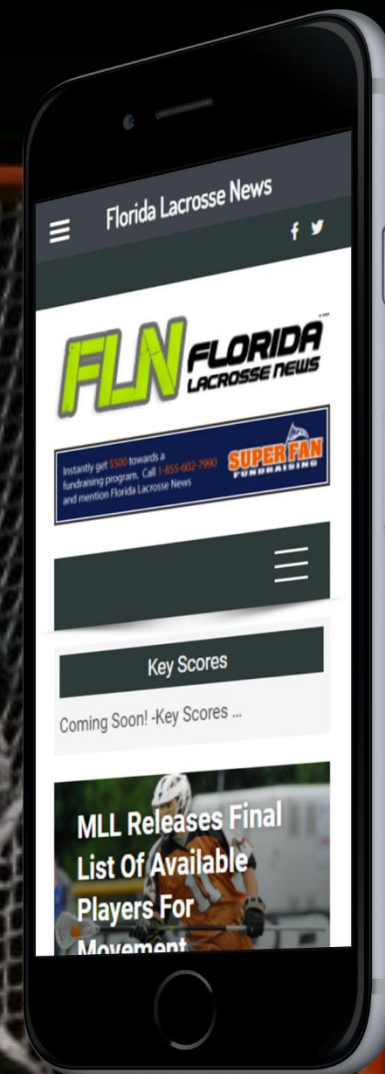 Florida Lacrosse News
FLN FLORIDA
LACROSSE NEWS
Instantly get $500 towards a
fundraising program. Call 1-855-602-7990
and mention Florida Lacrosse News
SUPER FAN
FUNDRAISING
Key Scores
Coming Soon! -Key Scores ...
MLL Releases Final
List Of Available
Players For
Movement
11